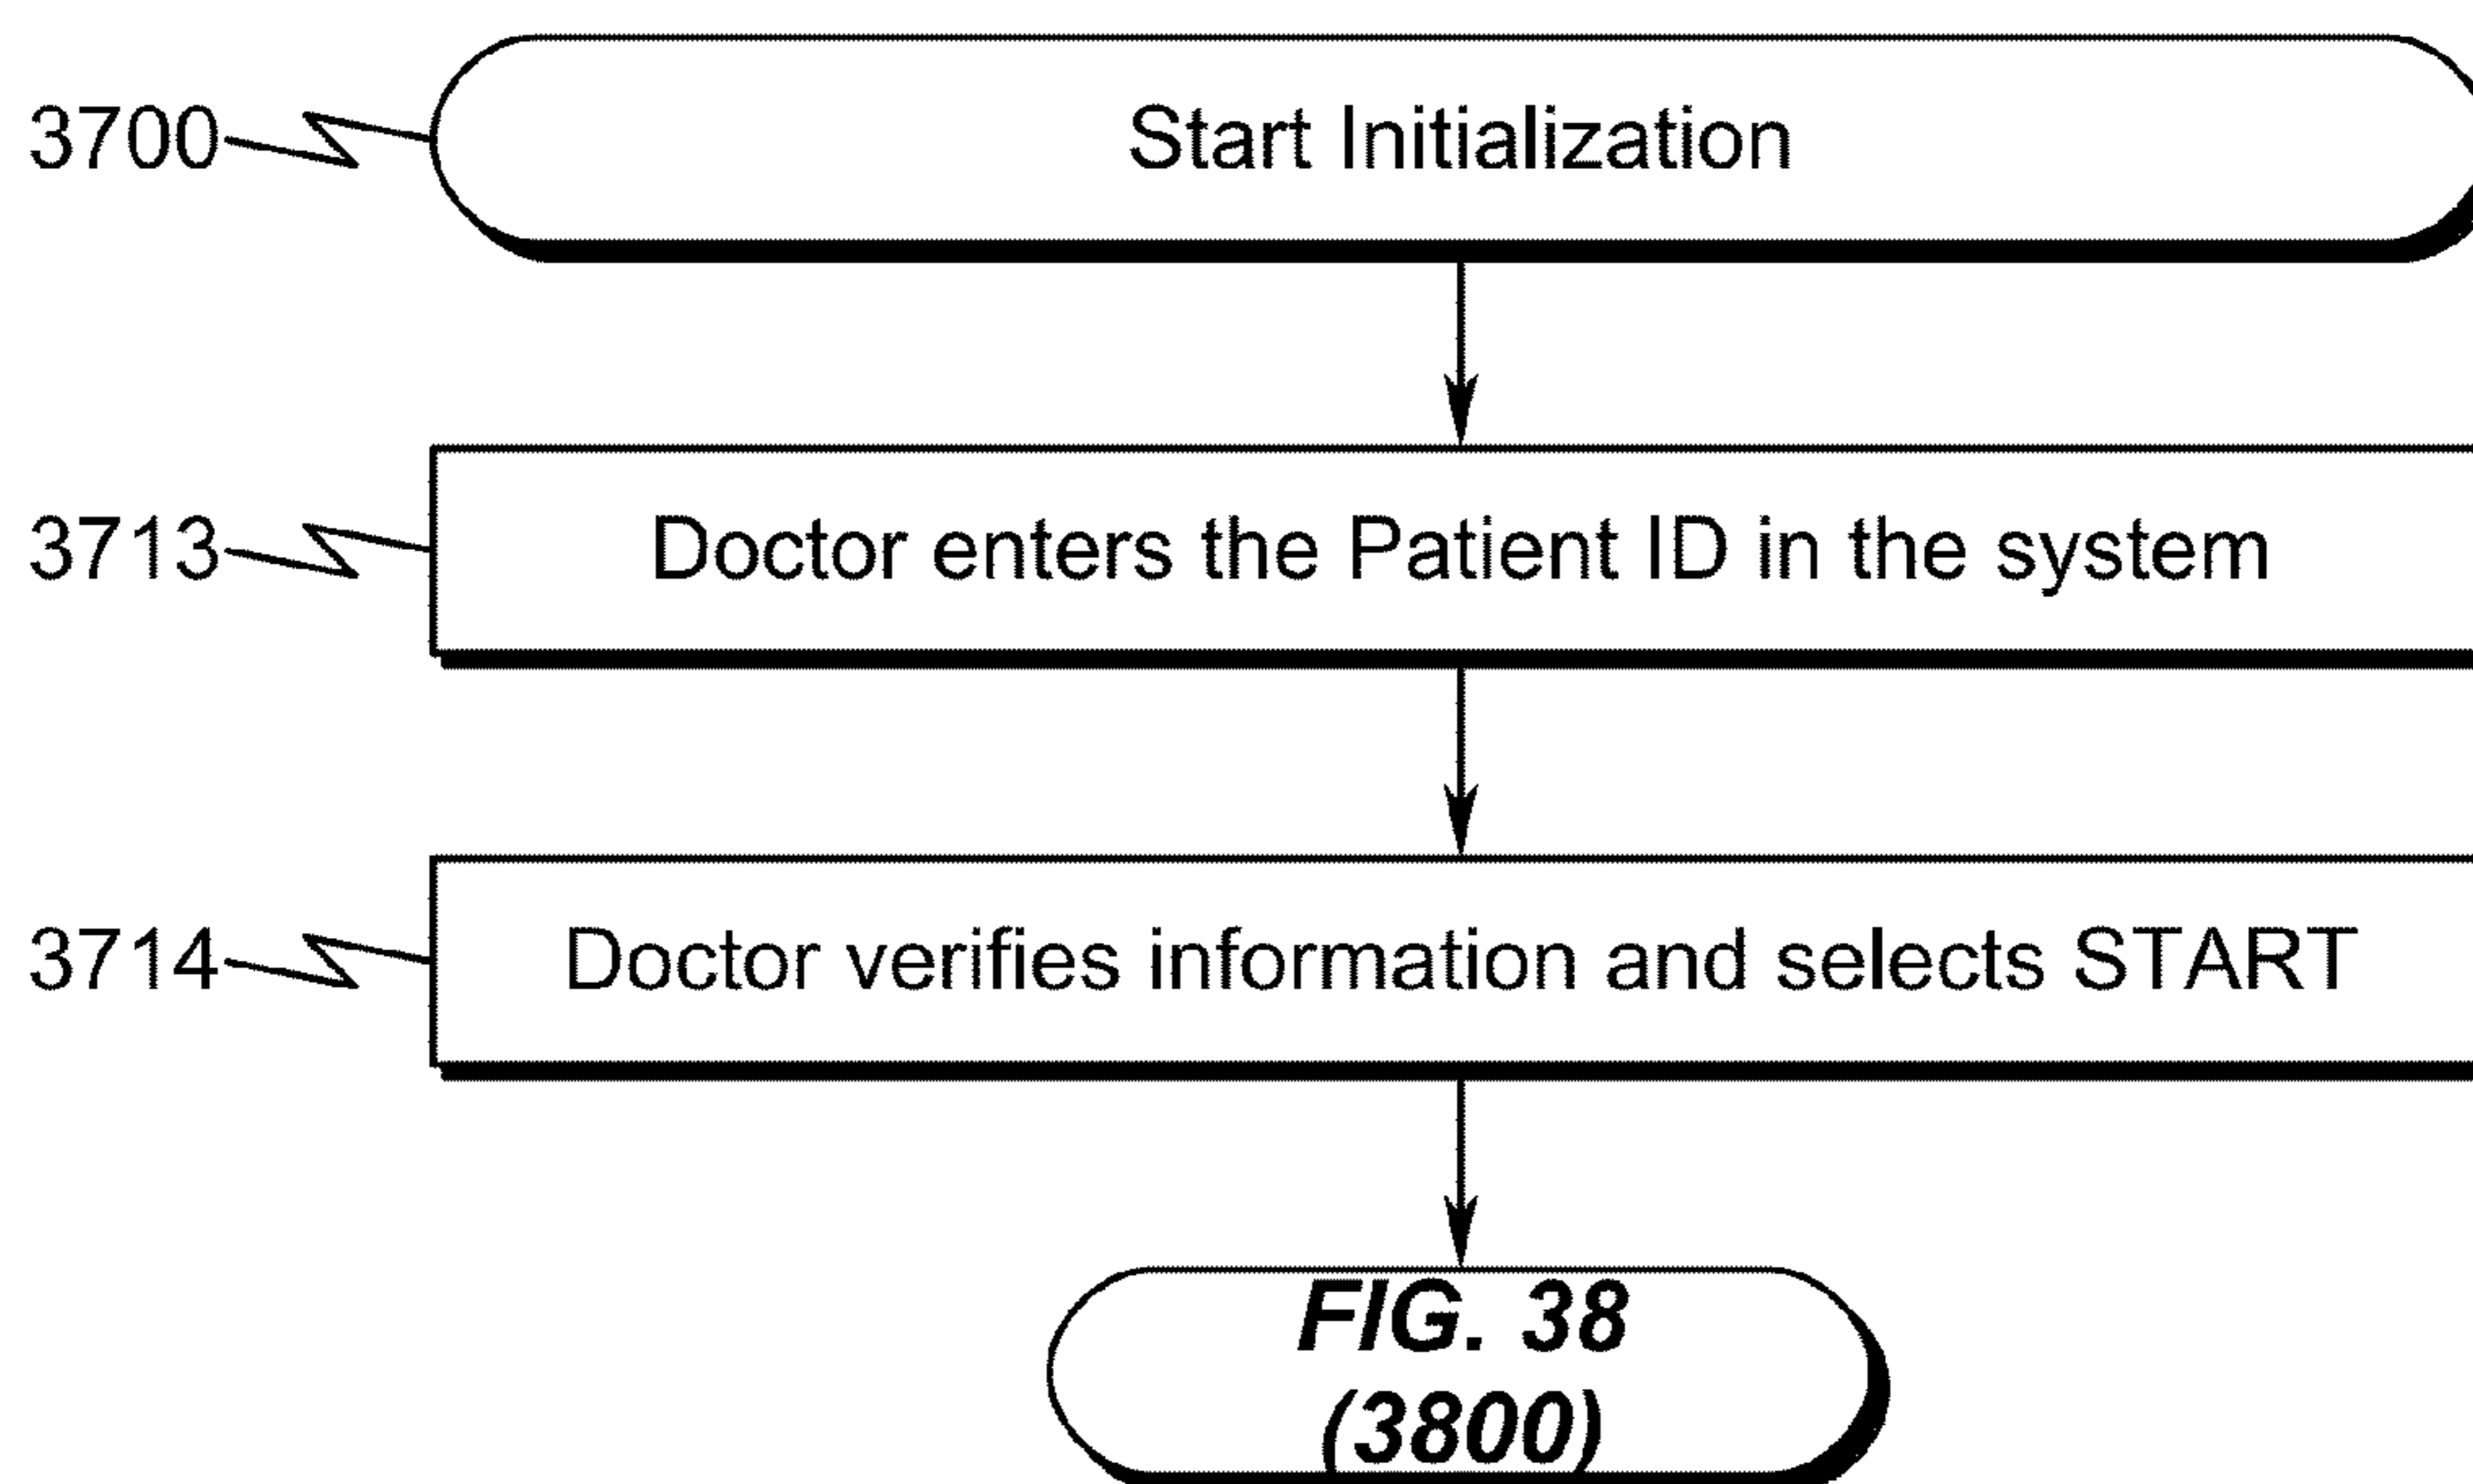 3700 Start Initialization
3713 Doctor enters the Patient ID in the system
3714 Doctor verifies information and selects START
FIG. 38
(3800)